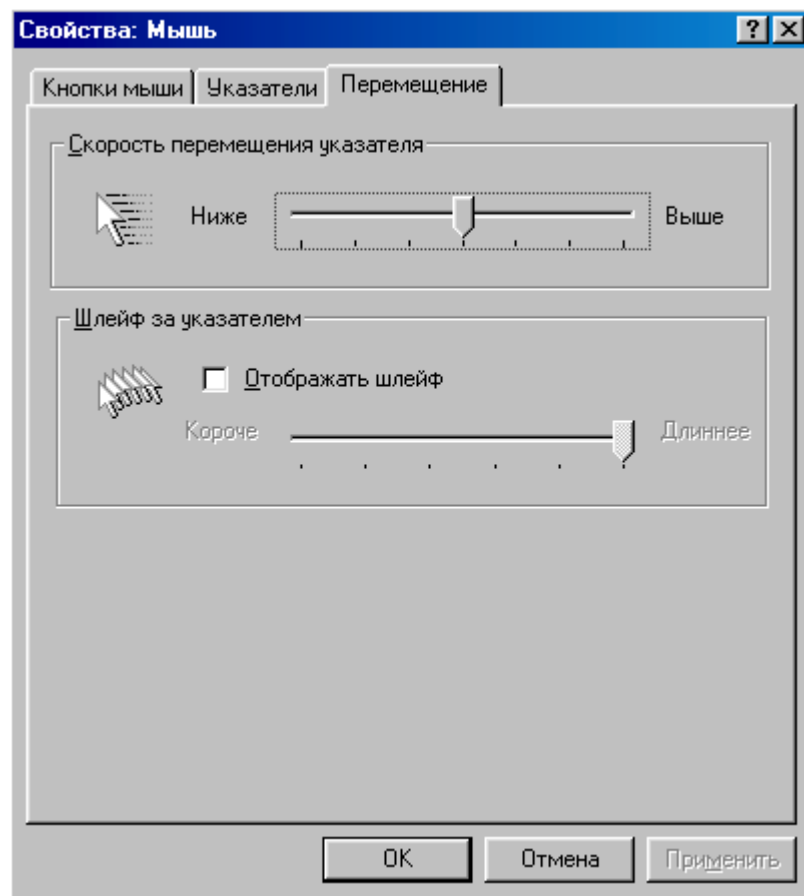 Свойства: Мышь
Кнопки мыши Указатели Перемещение
Скорость перемещения указателя
Ниже Выше
Шлейф за указателем
Отображать шлейф
Короче Длиннее
OK Отмена Применить